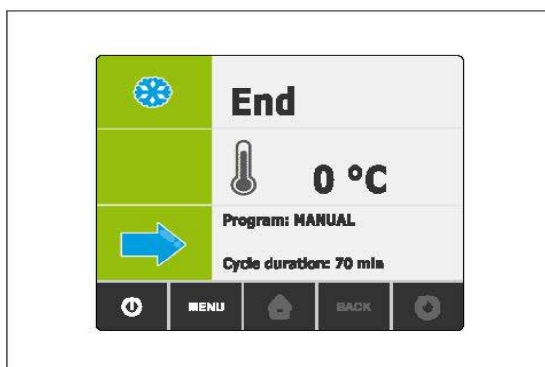 End
0 °C
Program: MANUAL
Cycle duration: 70 min
MENU
BACK